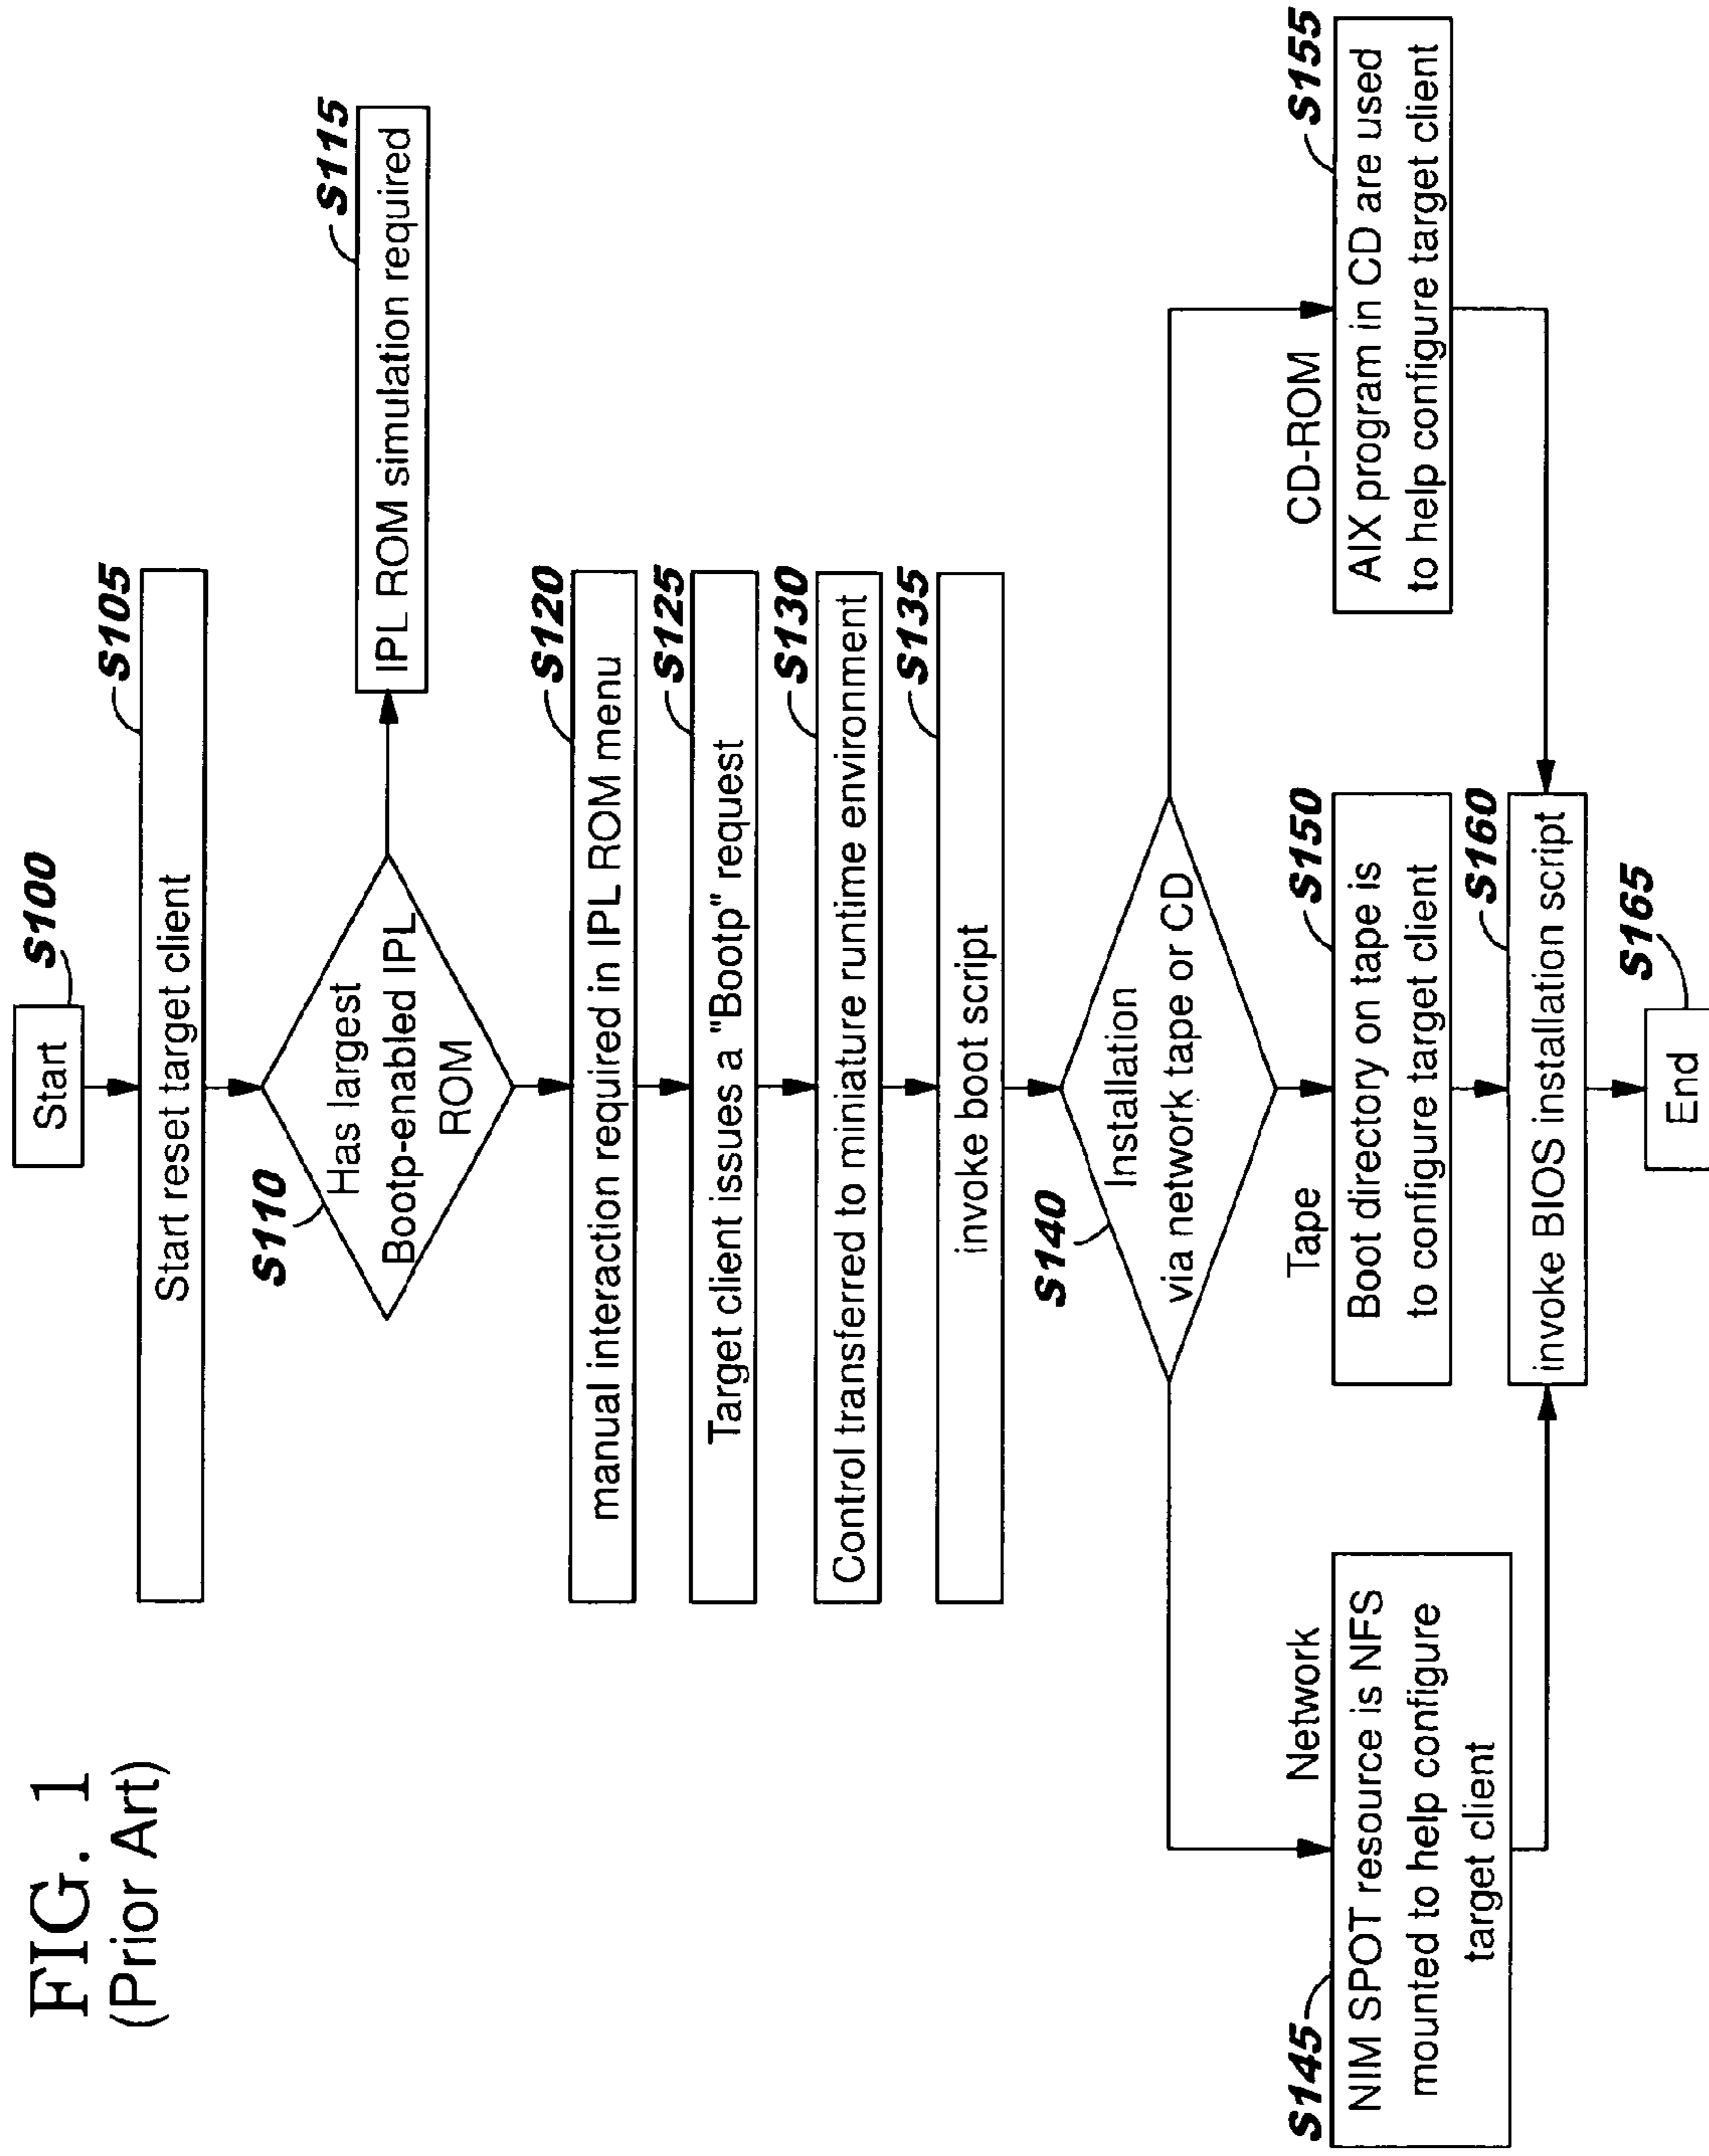 FIG. 1
(Prior Art)
Start
S100
Start reset target client
S105
S110
Has largest
Bootp-enabled IPL
ROM
IPL ROM simulation required
S115
manual interaction required in IPL ROM menu
S120
Target client issues a "Bootp" request
S125
Control transferred to miniature runtime environment
S130
invoke boot script
S135
S140
Installation
via network tape or CD
S145
Network
NIM SPOT resource is NFS
mounted to help configure
target client
Tape
S150
Boot directory on tape is
to configure target client
CD-ROM
S155
AIX program in CD are used
to help configure target client
S160
invoke BIOS installation script
S165
End